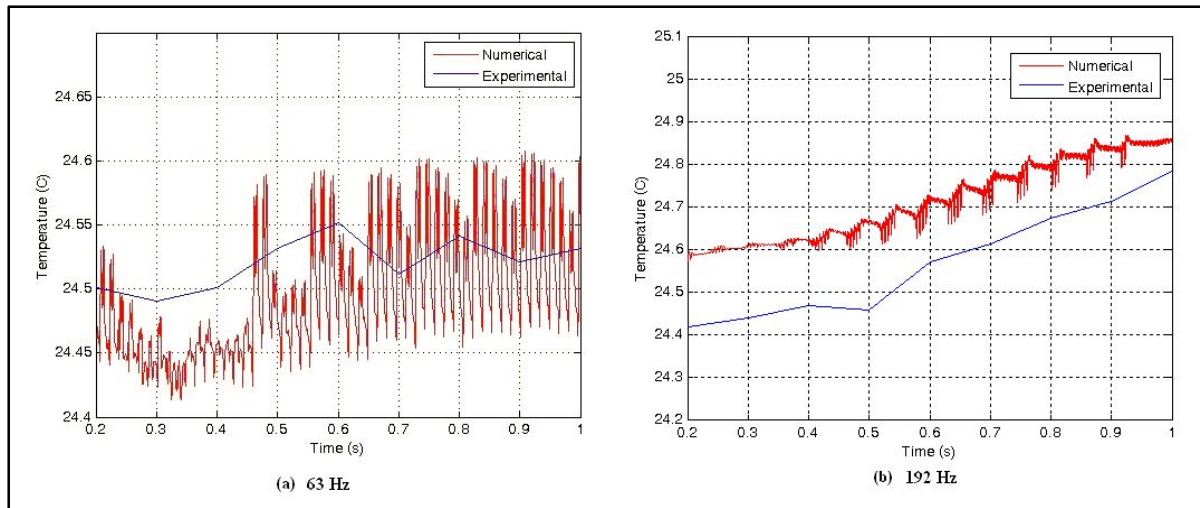 Numerical
Experimental
24.65
24.6
24.55
24.5
24.45
24.4
Temperature (C)
0.2 0.3 0.4 0.5 0.6 0.7 0.8 0.9 1
Time (s)
(a) 63 Hz
25.1
25
24.9
24.8
24.7
24.6
24.5
24.4
24.3
24.2
Temperature (C)
Numerical
Experimental
0.2 0.3 0.4 0.5 0.6 0.7 0.8 0.9 1
Time (s)
(b) 192 Hz